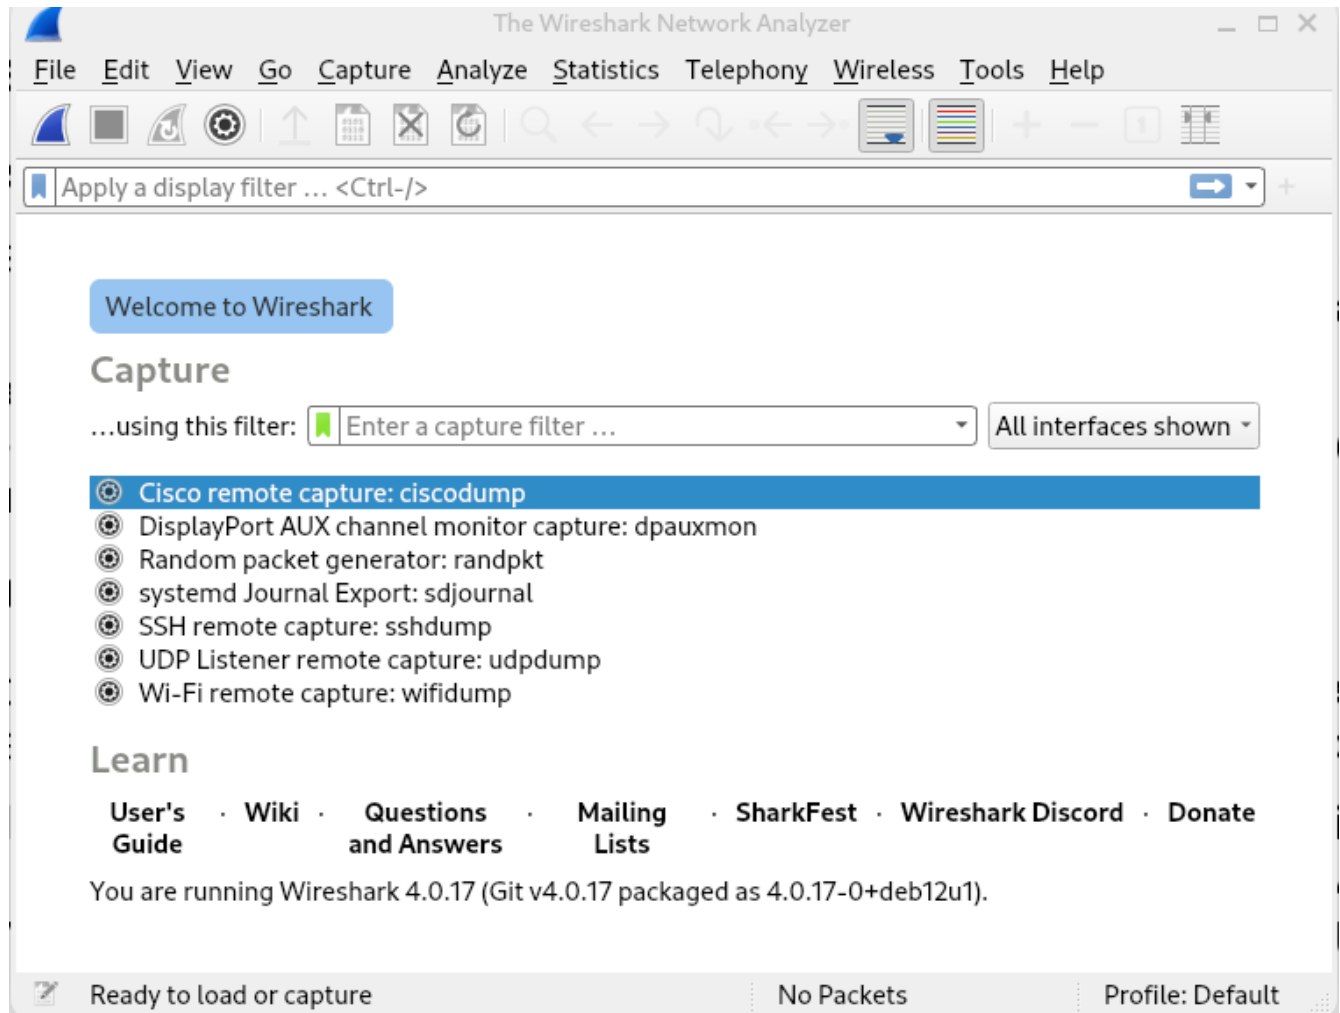 The Wireshark Network Analyzer
File Edit View Go Capture Analyze Statistics Telephony Wireless Tools Help
1
Apply a display filter … <Ctrl-/>
Welcome to Wireshark
Capture
…using this filter: Enter a capture filter … All interfaces shown
Cisco remote capture: ciscodump
DisplayPort AUX channel monitor capture: dpauxmon
Random packet generator: randpkt
systemd Journal Export: sdjournal
SSH remote capture: sshdump
UDP Listener remote capture: udpdump
Wi-Fi remote capture: wifidump
Learn
User's Guide · Wiki · Questions and Answers · Mailing Lists · SharkFest · Wireshark Discord · Donate
You are running Wireshark 4.0.17 (Git v4.0.17 packaged as 4.0.17-0+deb12u1).
Ready to load or capture No Packets Profile: Default